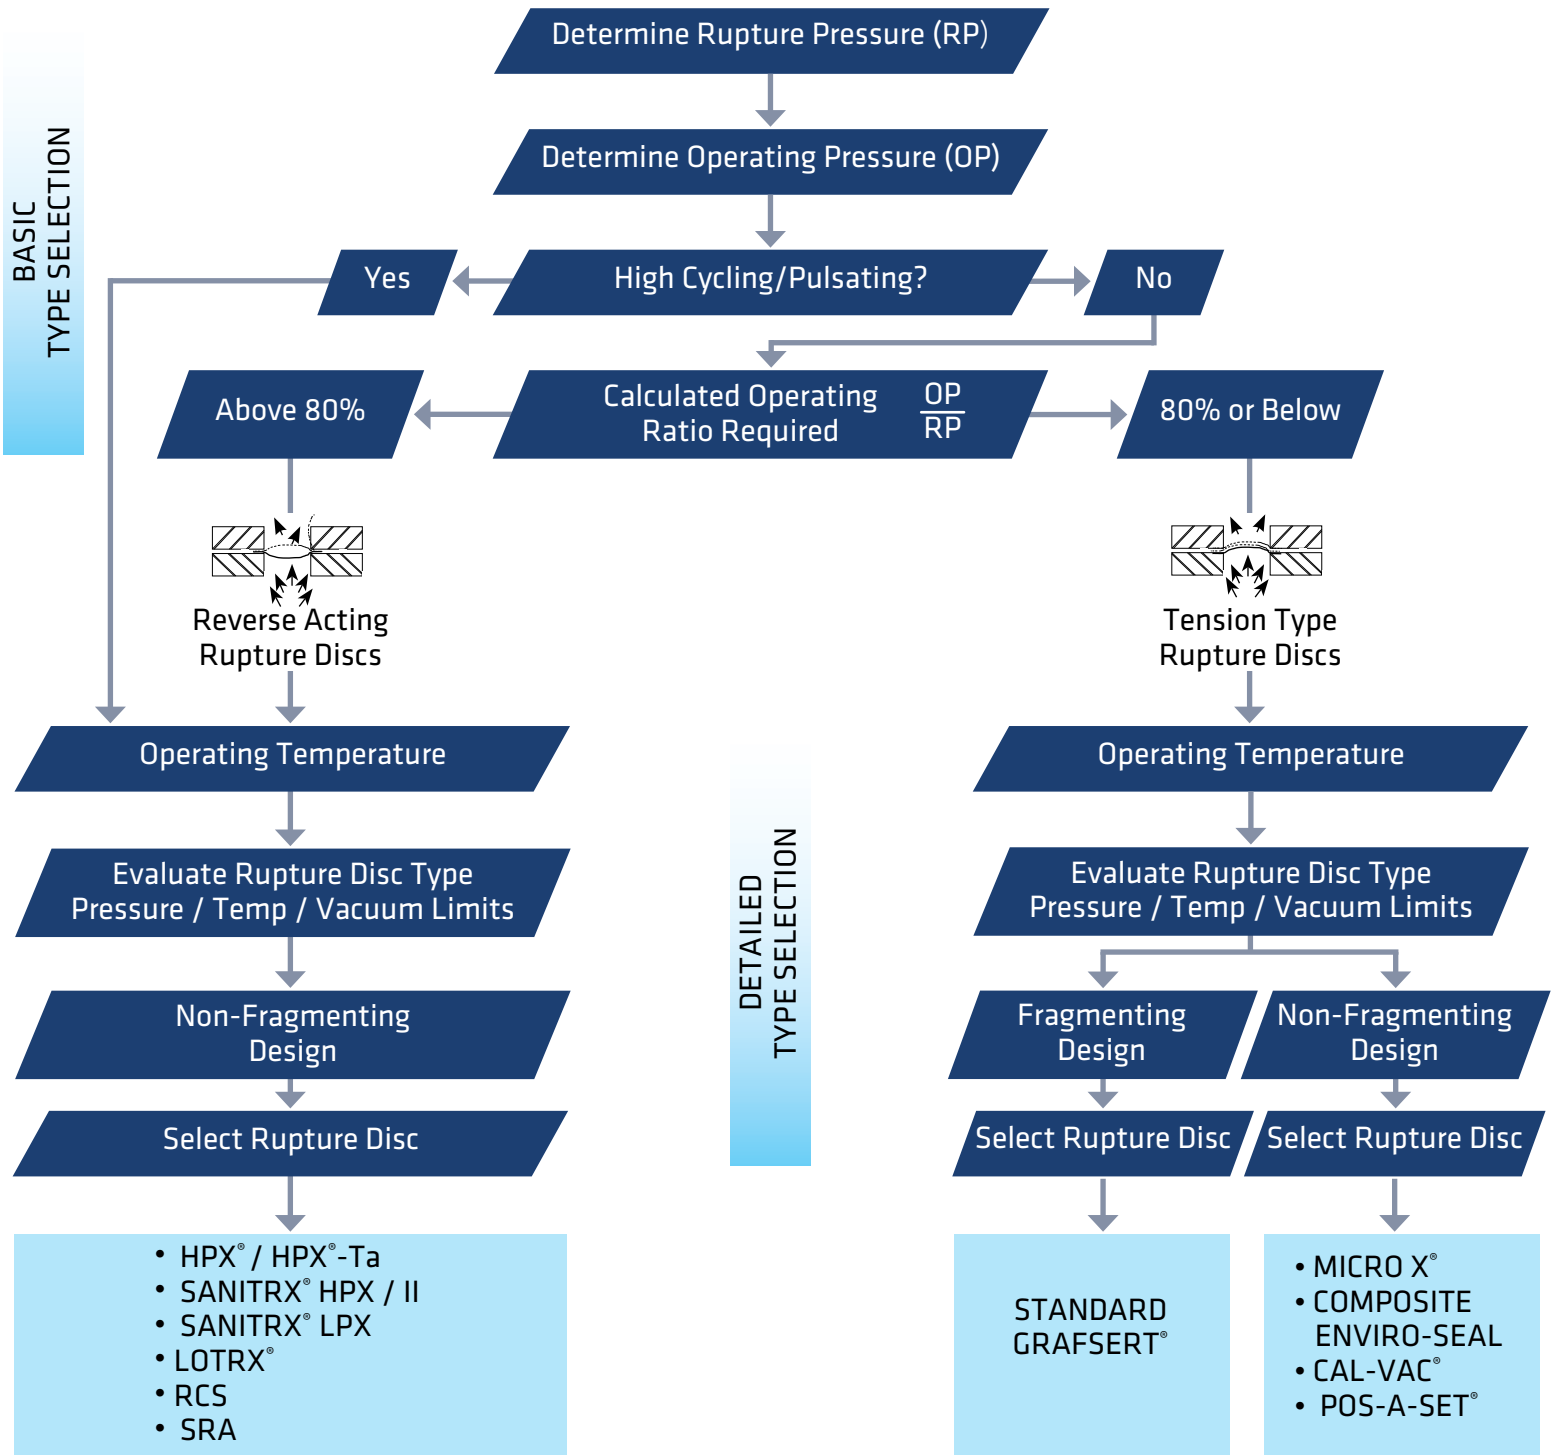 BASIC
TYPE SELECTION
Determine Rupture Pressure (RP)
Determine Operating Pressure (OP)
Yes
High Cycling/Pulsating?
No
Above 80%
Calculated Operating
Ratio Required
OP
RP
80% or Below
Reverse Acting
Rupture Discs
Tension Type
Rupture Discs
Operating Temperature
Operating Temperature
DETAILED
TYPE SELECTION
Evaluate Rupture Disc Type
Pressure / Temp / Vacuum Limits
Evaluate Rupture Disc Type
Pressure / Temp / Vacuum Limits
Non-Fragmenting
Design
Fragmenting
Design
Non-Fragmenting
Design
Select Rupture Disc
Select Rupture Disc
Select Rupture Disc
• HPX® / HPX®-Ta
• SANITRX® HPX / II
• SANITRX® LPX
• LOTRX®
• RCS
• SRA
STANDARD
GRAFSERT®
• MICRO X®
• COMPOSITE
ENVIRO-SEAL
• CAL-VAC®
• POS-A-SET®